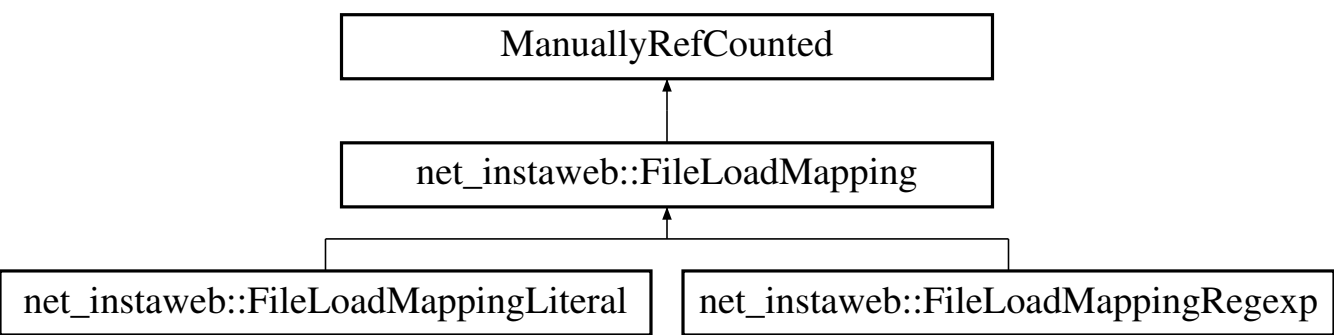 ManuallyRefCounted
net_instaweb::FileLoadMapping
net_instaweb::FileLoadMappingLiteral
net_instaweb::FileLoadMappingRegexp